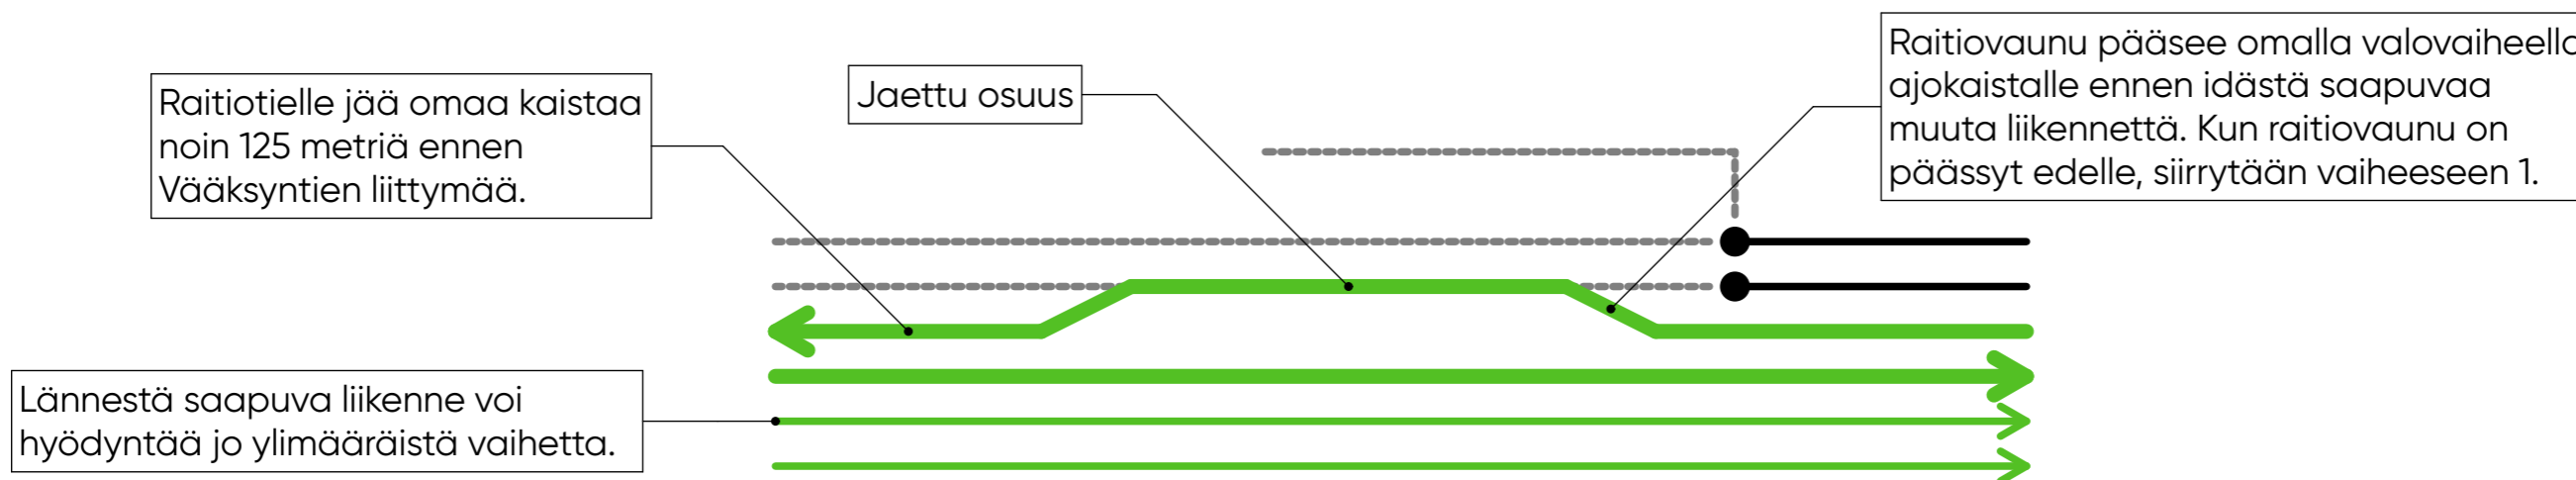 Raitiotielle jää omaa kaistaa
noin 125 metriä ennen
Vääksyntien liittymää.
Jaettu osuus
Raitiovaunu pääsee omalla valovaiheella
ajokaistalle ennen idästä saapuvaa
muuta liikennettä. Kun raitiovaunu on
päässyt edelle, siirrytään vaiheeseen 1.
Lännestä saapuva liikenne voi
hyödyntää jo ylimääräistä vaihetta.